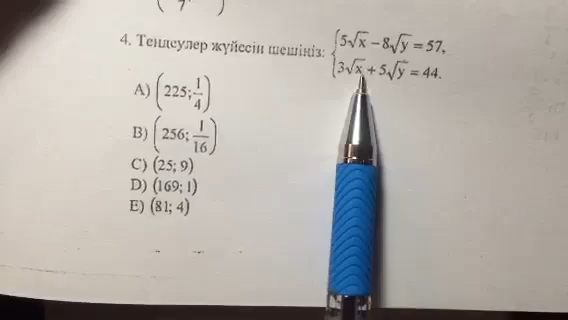 ( 7 )
4. Теңдеулер жүйесін шешіңіз: { 5√x − 8√y = 57,
3√x + 5√y = 44.
A) (225; 1/4)
B) (256; 1/16)
C) (25; 9)
D) (169; 1)
E) (81; 4)